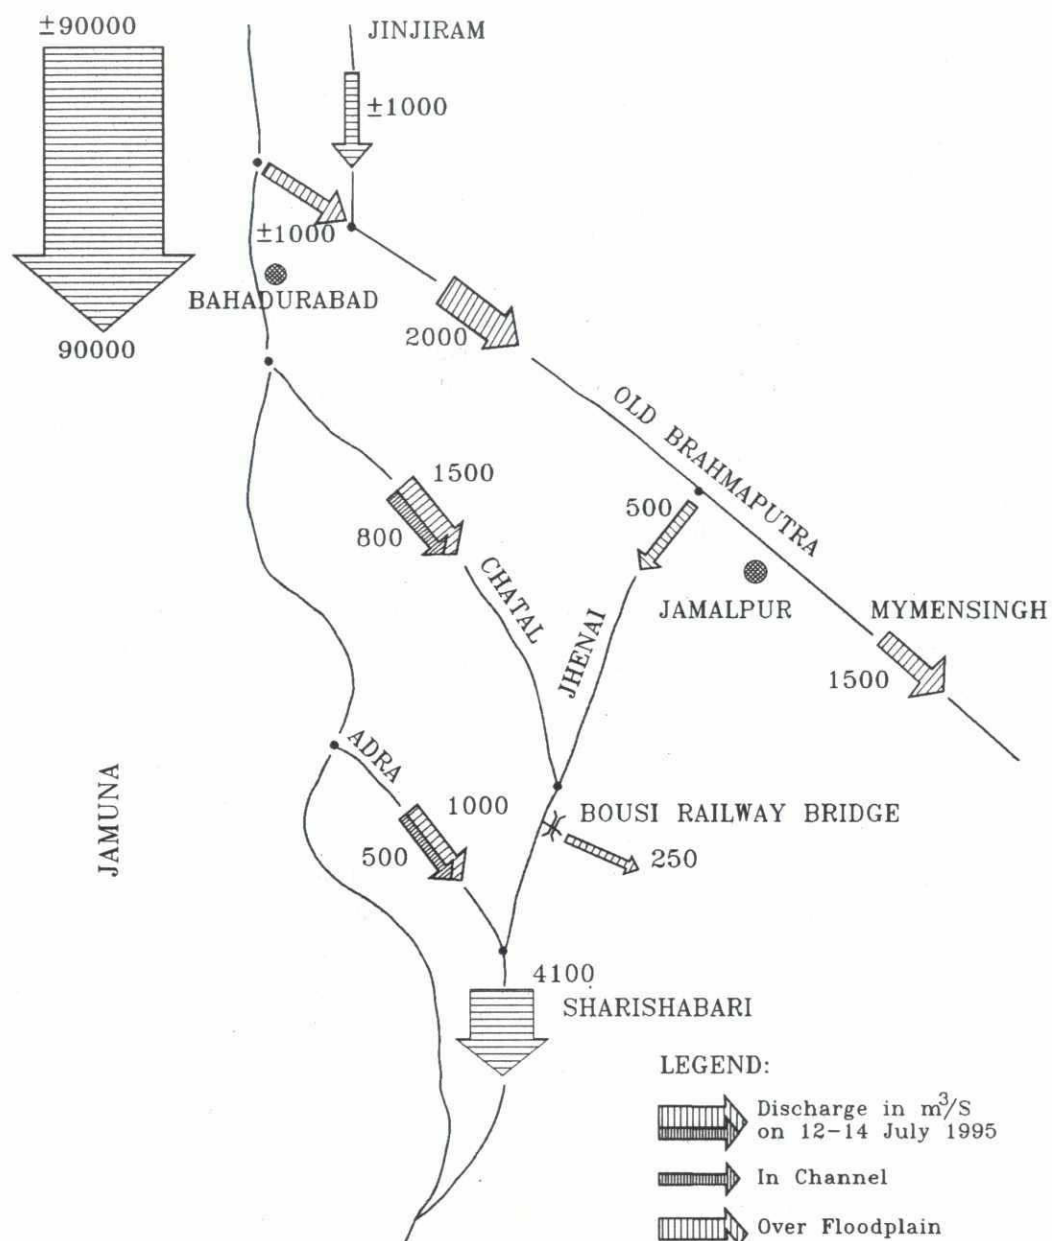 ±90000
JINJIRAM
±1000
±1000
BAHADURABAD
90000
2000
OLD BRAHMAPUTRA
1500
800
500
CHATAL
JHENAI
JAMALPUR
MYMENSINGH
1500
ADRA
JAMUNA
1000
500
BOUSI RAILWAY BRIDGE
250
4100
SHARISHABARI
LEGEND:
Discharge in m³/S
on 12-14 July 1995
In Channel
Over Floodplain